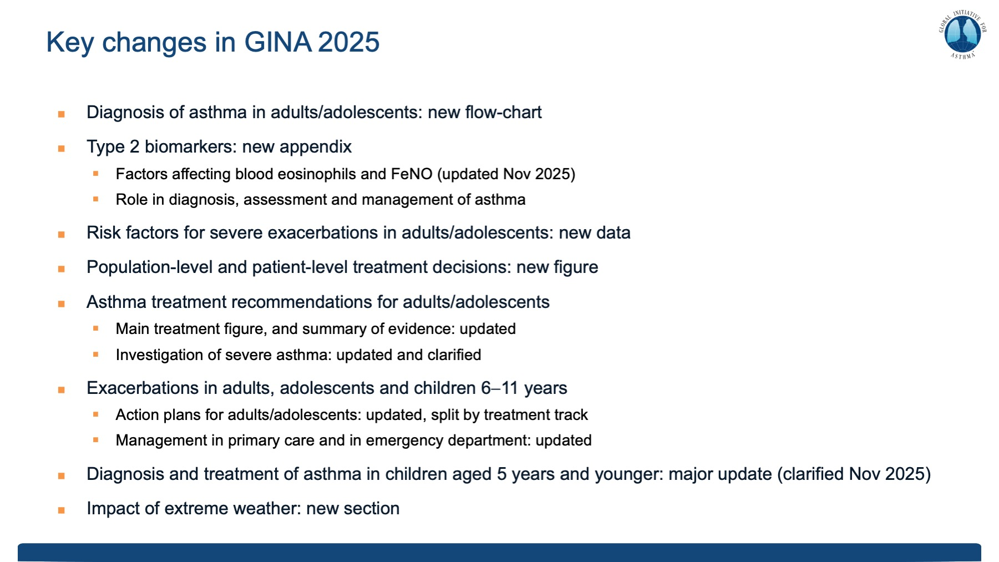 Key changes in GINA 2025
GLOBAL INITIATIVE FOR
ASTHMA
▪ Diagnosis of asthma in adults/adolescents: new flow-chart
▪ Type 2 biomarkers: new appendix
▪ Factors affecting blood eosinophils and FeNO (updated Nov 2025)
▪ Role in diagnosis, assessment and management of asthma
▪ Risk factors for severe exacerbations in adults/adolescents: new data
▪ Population-level and patient-level treatment decisions: new figure
▪ Asthma treatment recommendations for adults/adolescents
▪ Main treatment figure, and summary of evidence: updated
▪ Investigation of severe asthma: updated and clarified
▪ Exacerbations in adults, adolescents and children 6–11 years
▪ Action plans for adults/adolescents: updated, split by treatment track
▪ Management in primary care and in emergency department: updated
▪ Diagnosis and treatment of asthma in children aged 5 years and younger: major update (clarified Nov 2025)
▪ Impact of extreme weather: new section